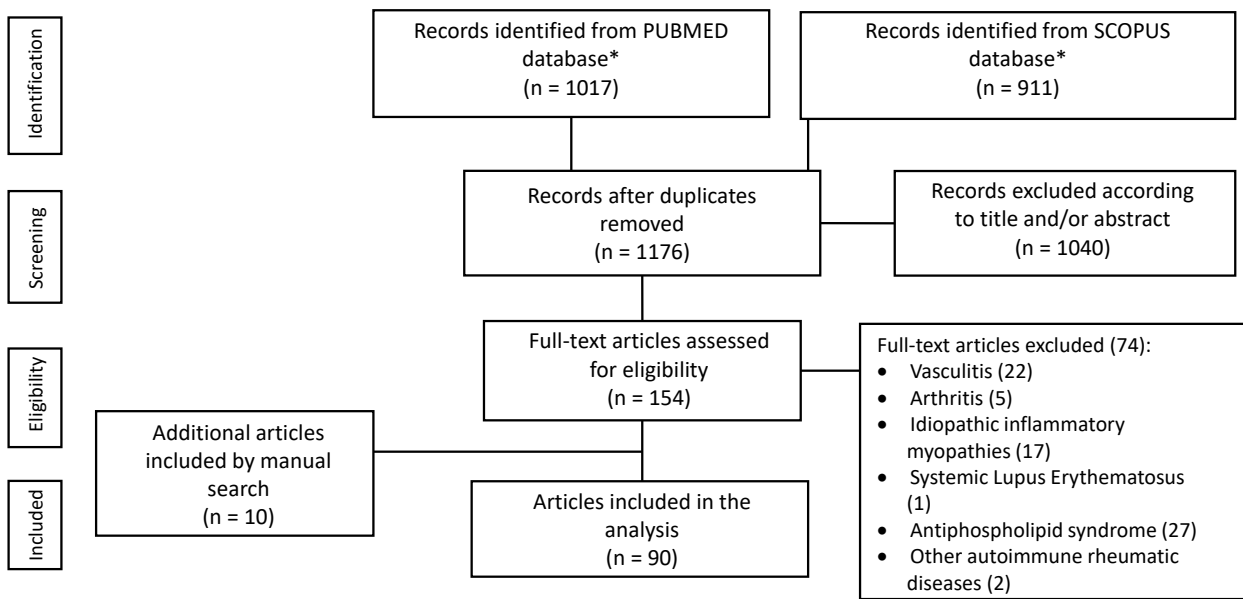 Identification
Records identified from PUBMED
database*
(n = 1017)
Records identified from SCOPUS
database*
(n = 911)
Screening
Records after duplicates
removed
(n = 1176)
Records excluded according
to title and/or abstract
(n = 1040)
Eligibility
Full-text articles assessed
for eligibility
(n = 154)
Full-text articles excluded (74):
• Vasculitis (22)
• Arthritis (5)
• Idiopathic inflammatory
myopathies (17)
• Systemic Lupus Erythematosus
(1)
• Antiphospholipid syndrome (27)
• Other autoimmune rheumatic
diseases (2)
Additional articles
included by manual
search
(n = 10)
Included
Articles included in the
analysis
n = 90)